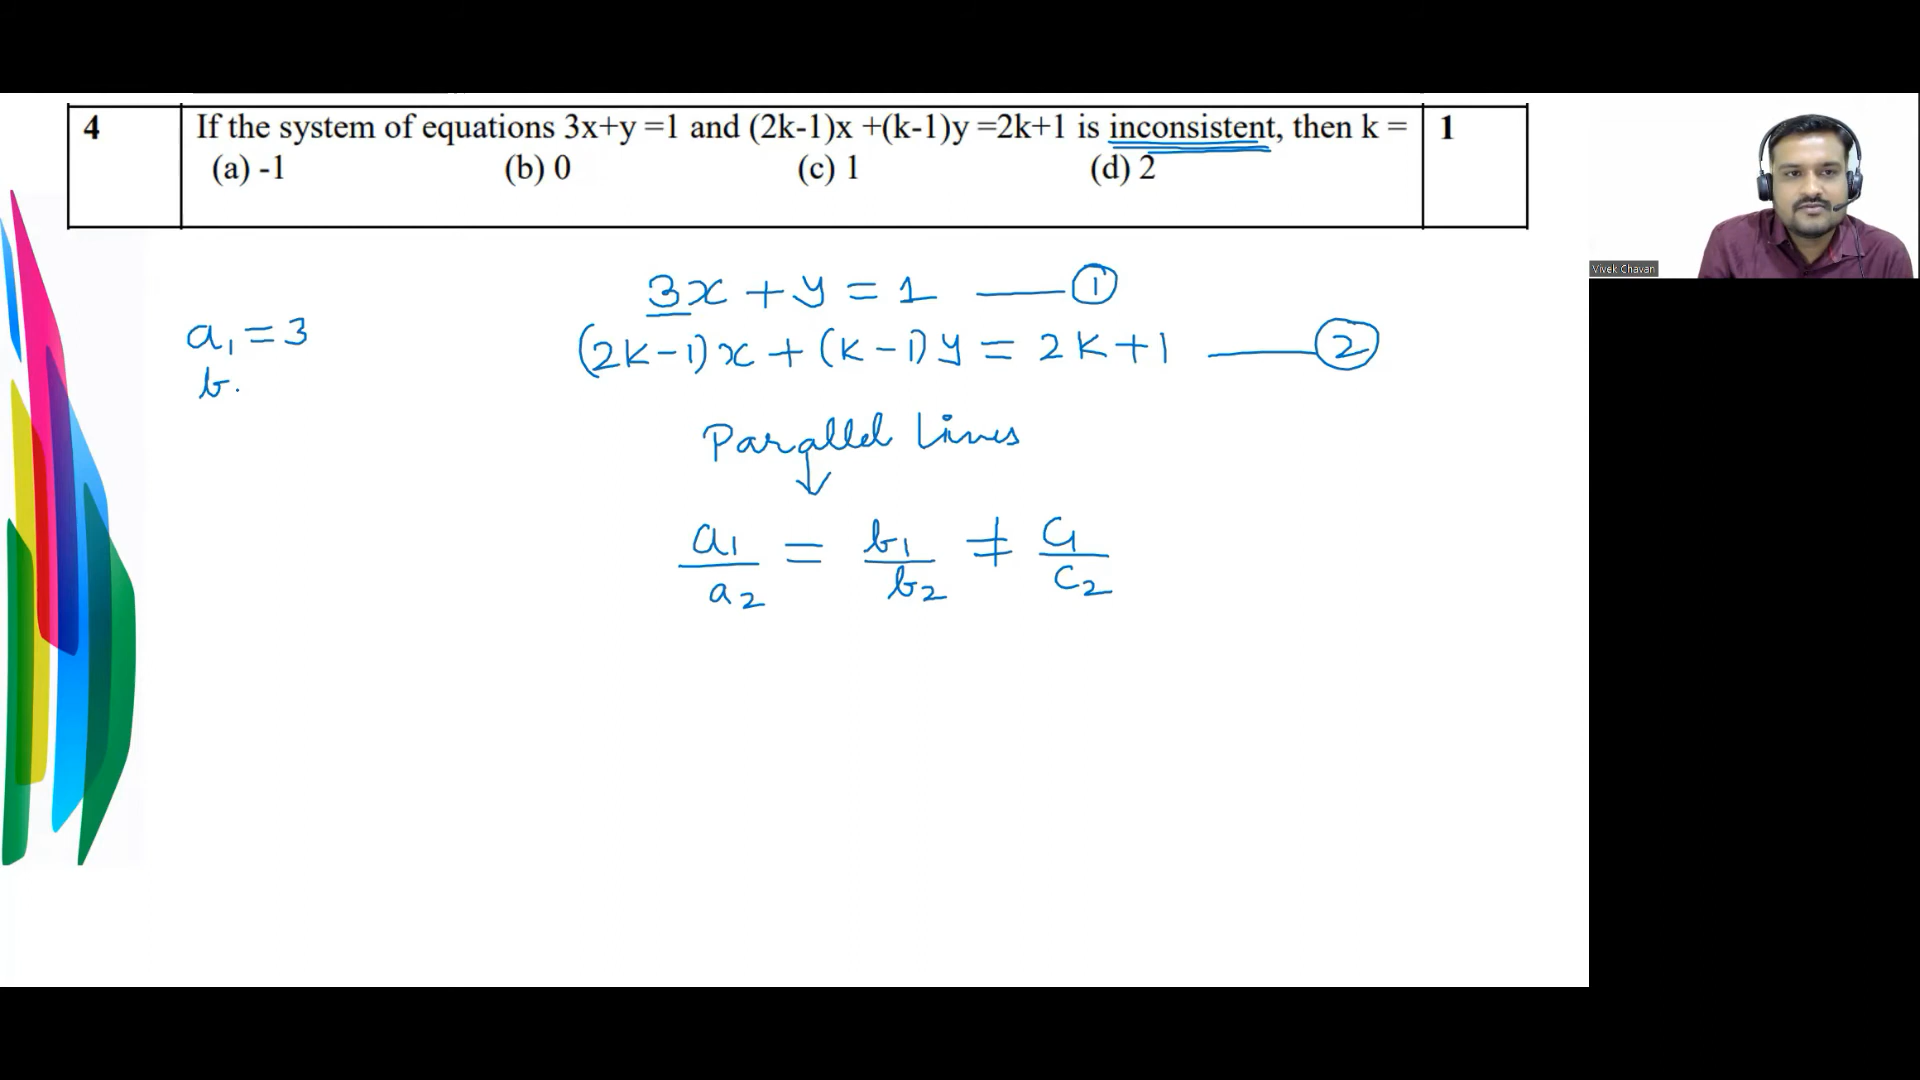 4 If the system of equations 3x+y =1 and (2k-1)x +(k-1)y =2k+1 is inconsistent, then k = 1
(a) -1 (b) 0 (c) 1 (d) 2
Vivek Chavan
3x + y = 1 —— ①
a₁ = 3
(2k-1)x + (k-1)y = 2k+1 —— ②
b.
Parallel Lines
a₁/a₂ = b₁/b₂ ≠ c₁/c₂